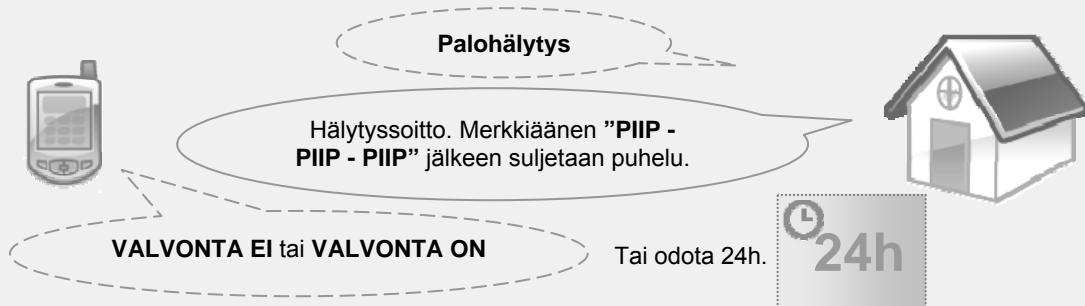 Palohälytys
Hälytyssoitto. Merkkiäänen ”PIIP -
PIIP - PIIP” jälkeen suljetaan puhelu.
VALVONTA EI tai VALVONTA ON
Tai odota 24h.
24h